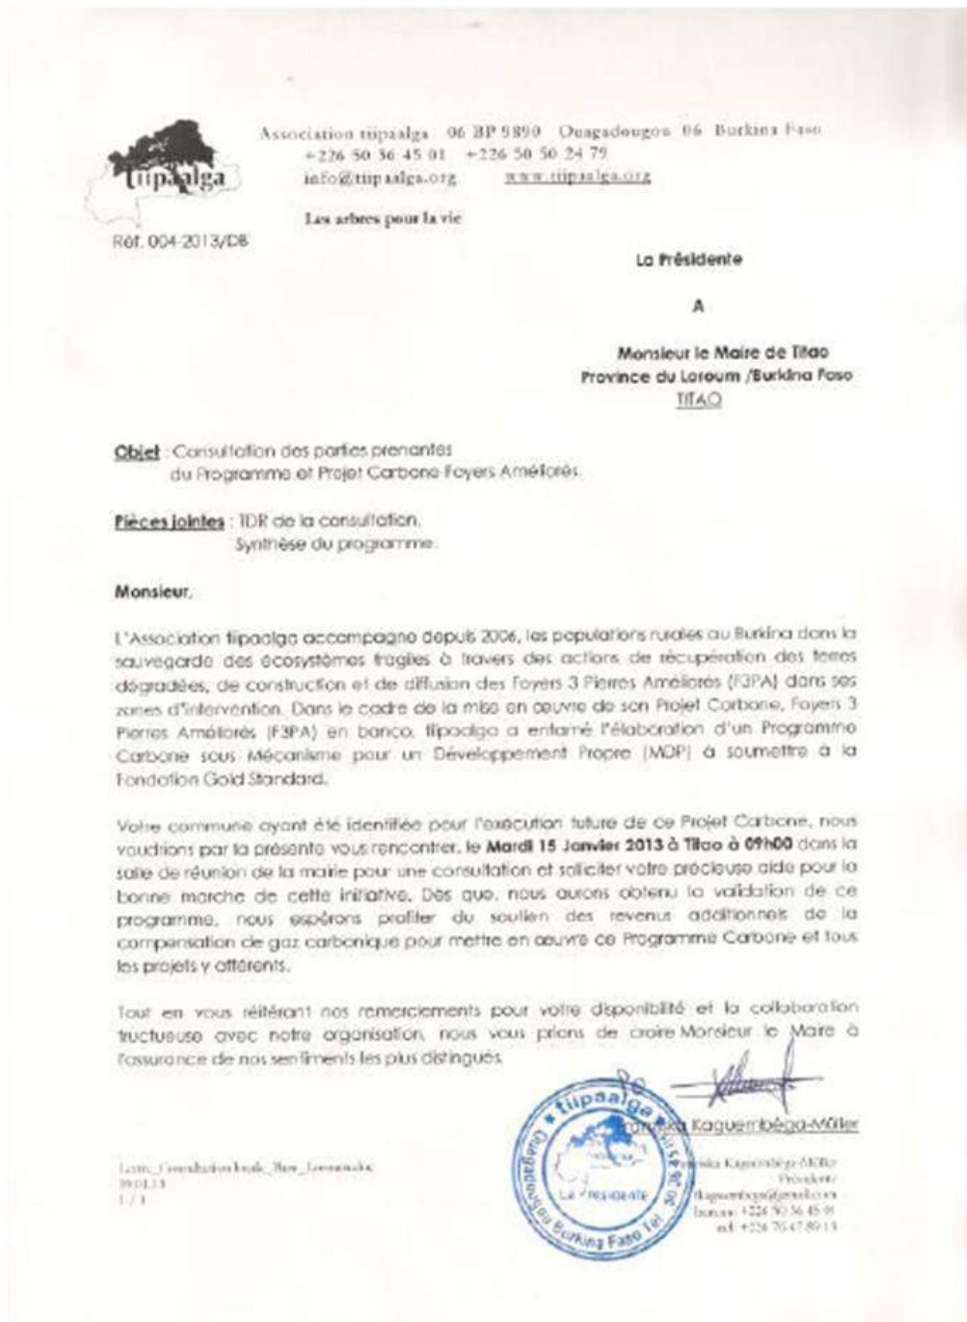 Association tiipaalga 06 BP 9890 Ouagadougou 06 Burkina Faso
+226 50 36 45 01 +226 50 50 24 79
tiipaalga
info@tiipaalga.org www.tiipaalga.org
Les arbres pour la vie
Réf. 004-2013/DB
La Présidente
A
Monsieur le Maire de Titao
Province du Loroum /Burkina Faso
TITAO
Objet : Consultation des parties prenantes
du Programme et Projet Carbone Foyers Améliorés.
Pièces jointes : TDR de la consultation,
Synthèse du programme.
Monsieur,
L'Association tiipaalga accompagne depuis 2006, les populations rurales au Burkina dans la
sauvegarde des écosystèmes fragiles à travers des actions de récupération des terres
dégradées, de construction et de diffusion des Foyers 3 Pierres Améliorés (F3PA) dans ses
zones d'intervention. Dans le cadre de la mise en œuvre de son Projet Carbone, Foyers 3
Pierres Améliorés (F3PA) en banco, tiipaalga a entamé l'élaboration d'un Programme
Carbone sous Mécanisme pour un Développement Propre (MDP) à soumettre à la
Fondation Gold Standard.
Votre commune ayant été identifiée pour l'exécution future de ce Projet Carbone, nous
voudrions par la présente vous rencontrer, le Mardi 15 Janvier 2013 à Titao à 09h00 dans la
salle de réunion de la mairie pour une consultation et solliciter votre précieuse aide pour la
bonne marche de cette initiative. Dès que, nous aurons obtenu la validation de ce
programme, nous espérons profiter du soutien des revenus additionnels de la
compensation de gaz carbonique pour mettre en œuvre ce Programme Carbone et tous
les projets y afférents.
Tout en vous réitérant nos remerciements pour votre disponibilité et la collaboration
fructueuse avec notre organisation, nous vous prions de croire Monsieur le Maire à
l'assurance de nos sentiments les plus distingués
tiipaalga
Ouagadougou Burkina Faso Tel
La Présidente
Kaguembèga-Müller
Kaguembèga-Müller
Présidente
bureau +226 50 36 45 01
1 / 1